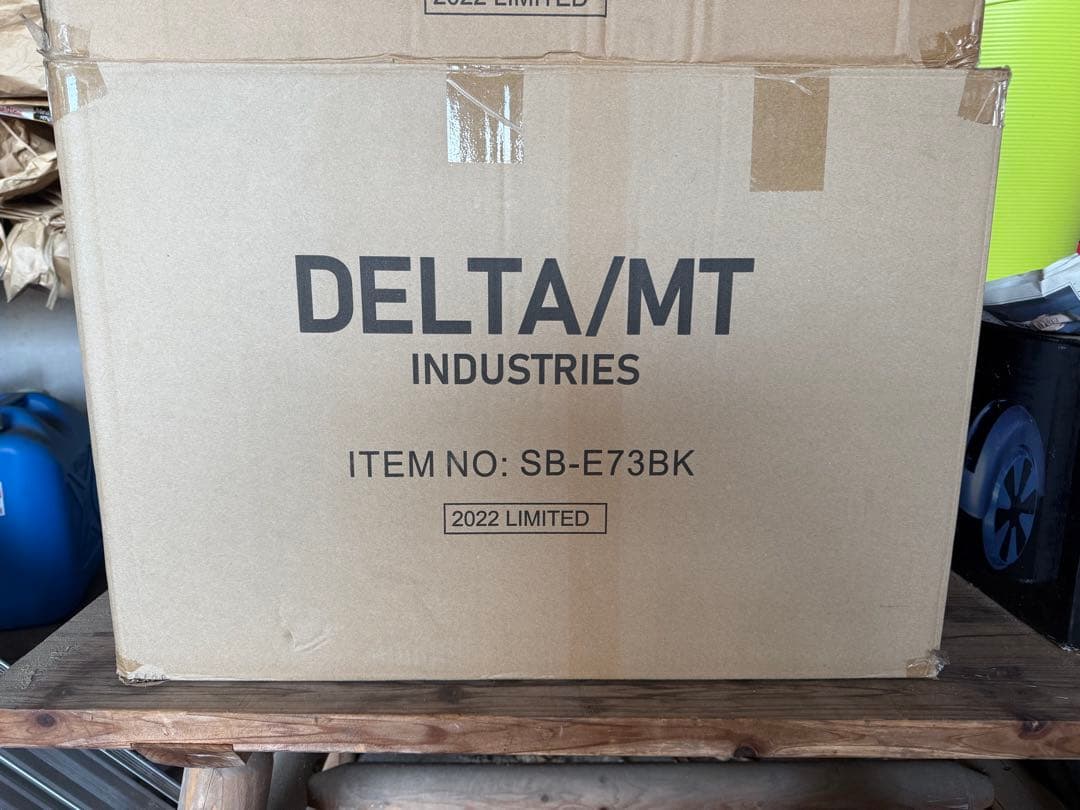 2022 LIMITED
DELTA/MT
INDUSTRIES
ITEM NO: SB-E73BK
2022 LIMITED